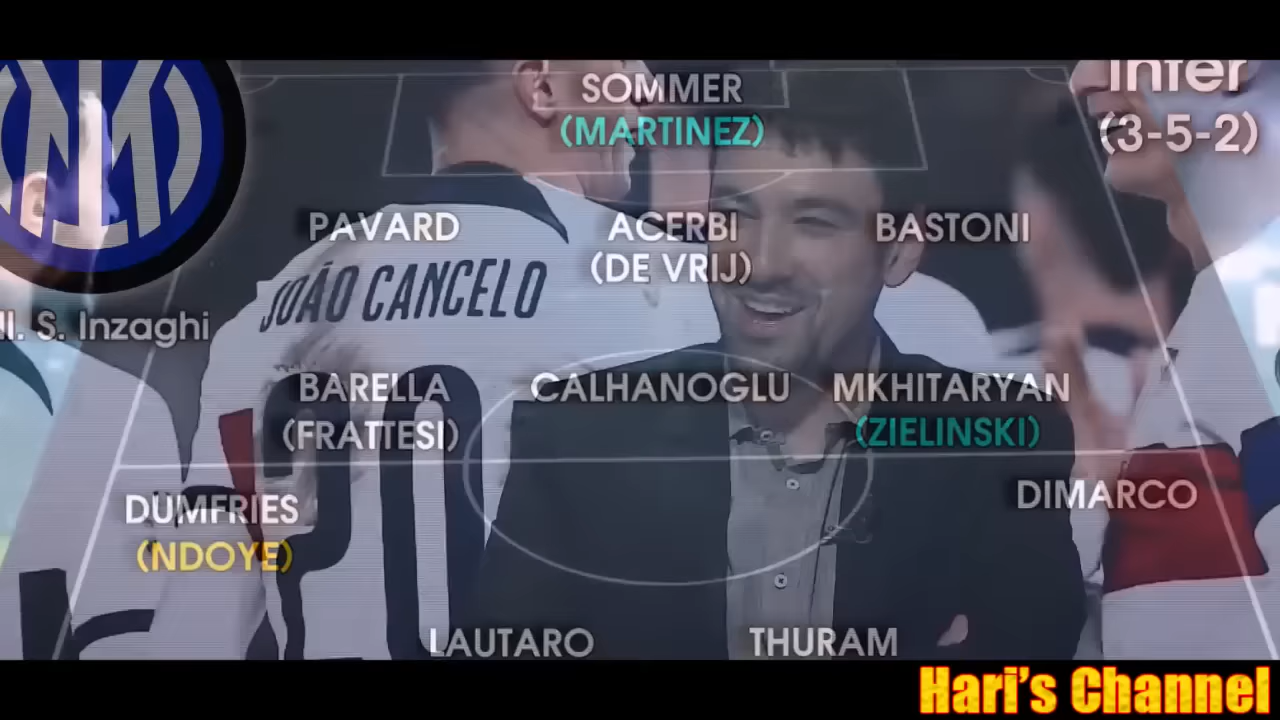 SOMMER
(MARTINEZ)
Inter
(3-5-2)
PAVARD
ACERBI
(DE VRIJ)
BASTONI
JOÃO CANCELO
20
All. S. Inzaghi
BARELLA
(FRATTESI)
CALHANOGLU
MKHITARYAN
(ZIELINSKI)
DUMFRIES
(NDOYE)
DIMARCO
LAUTARO
THURAM
Hari's Channel